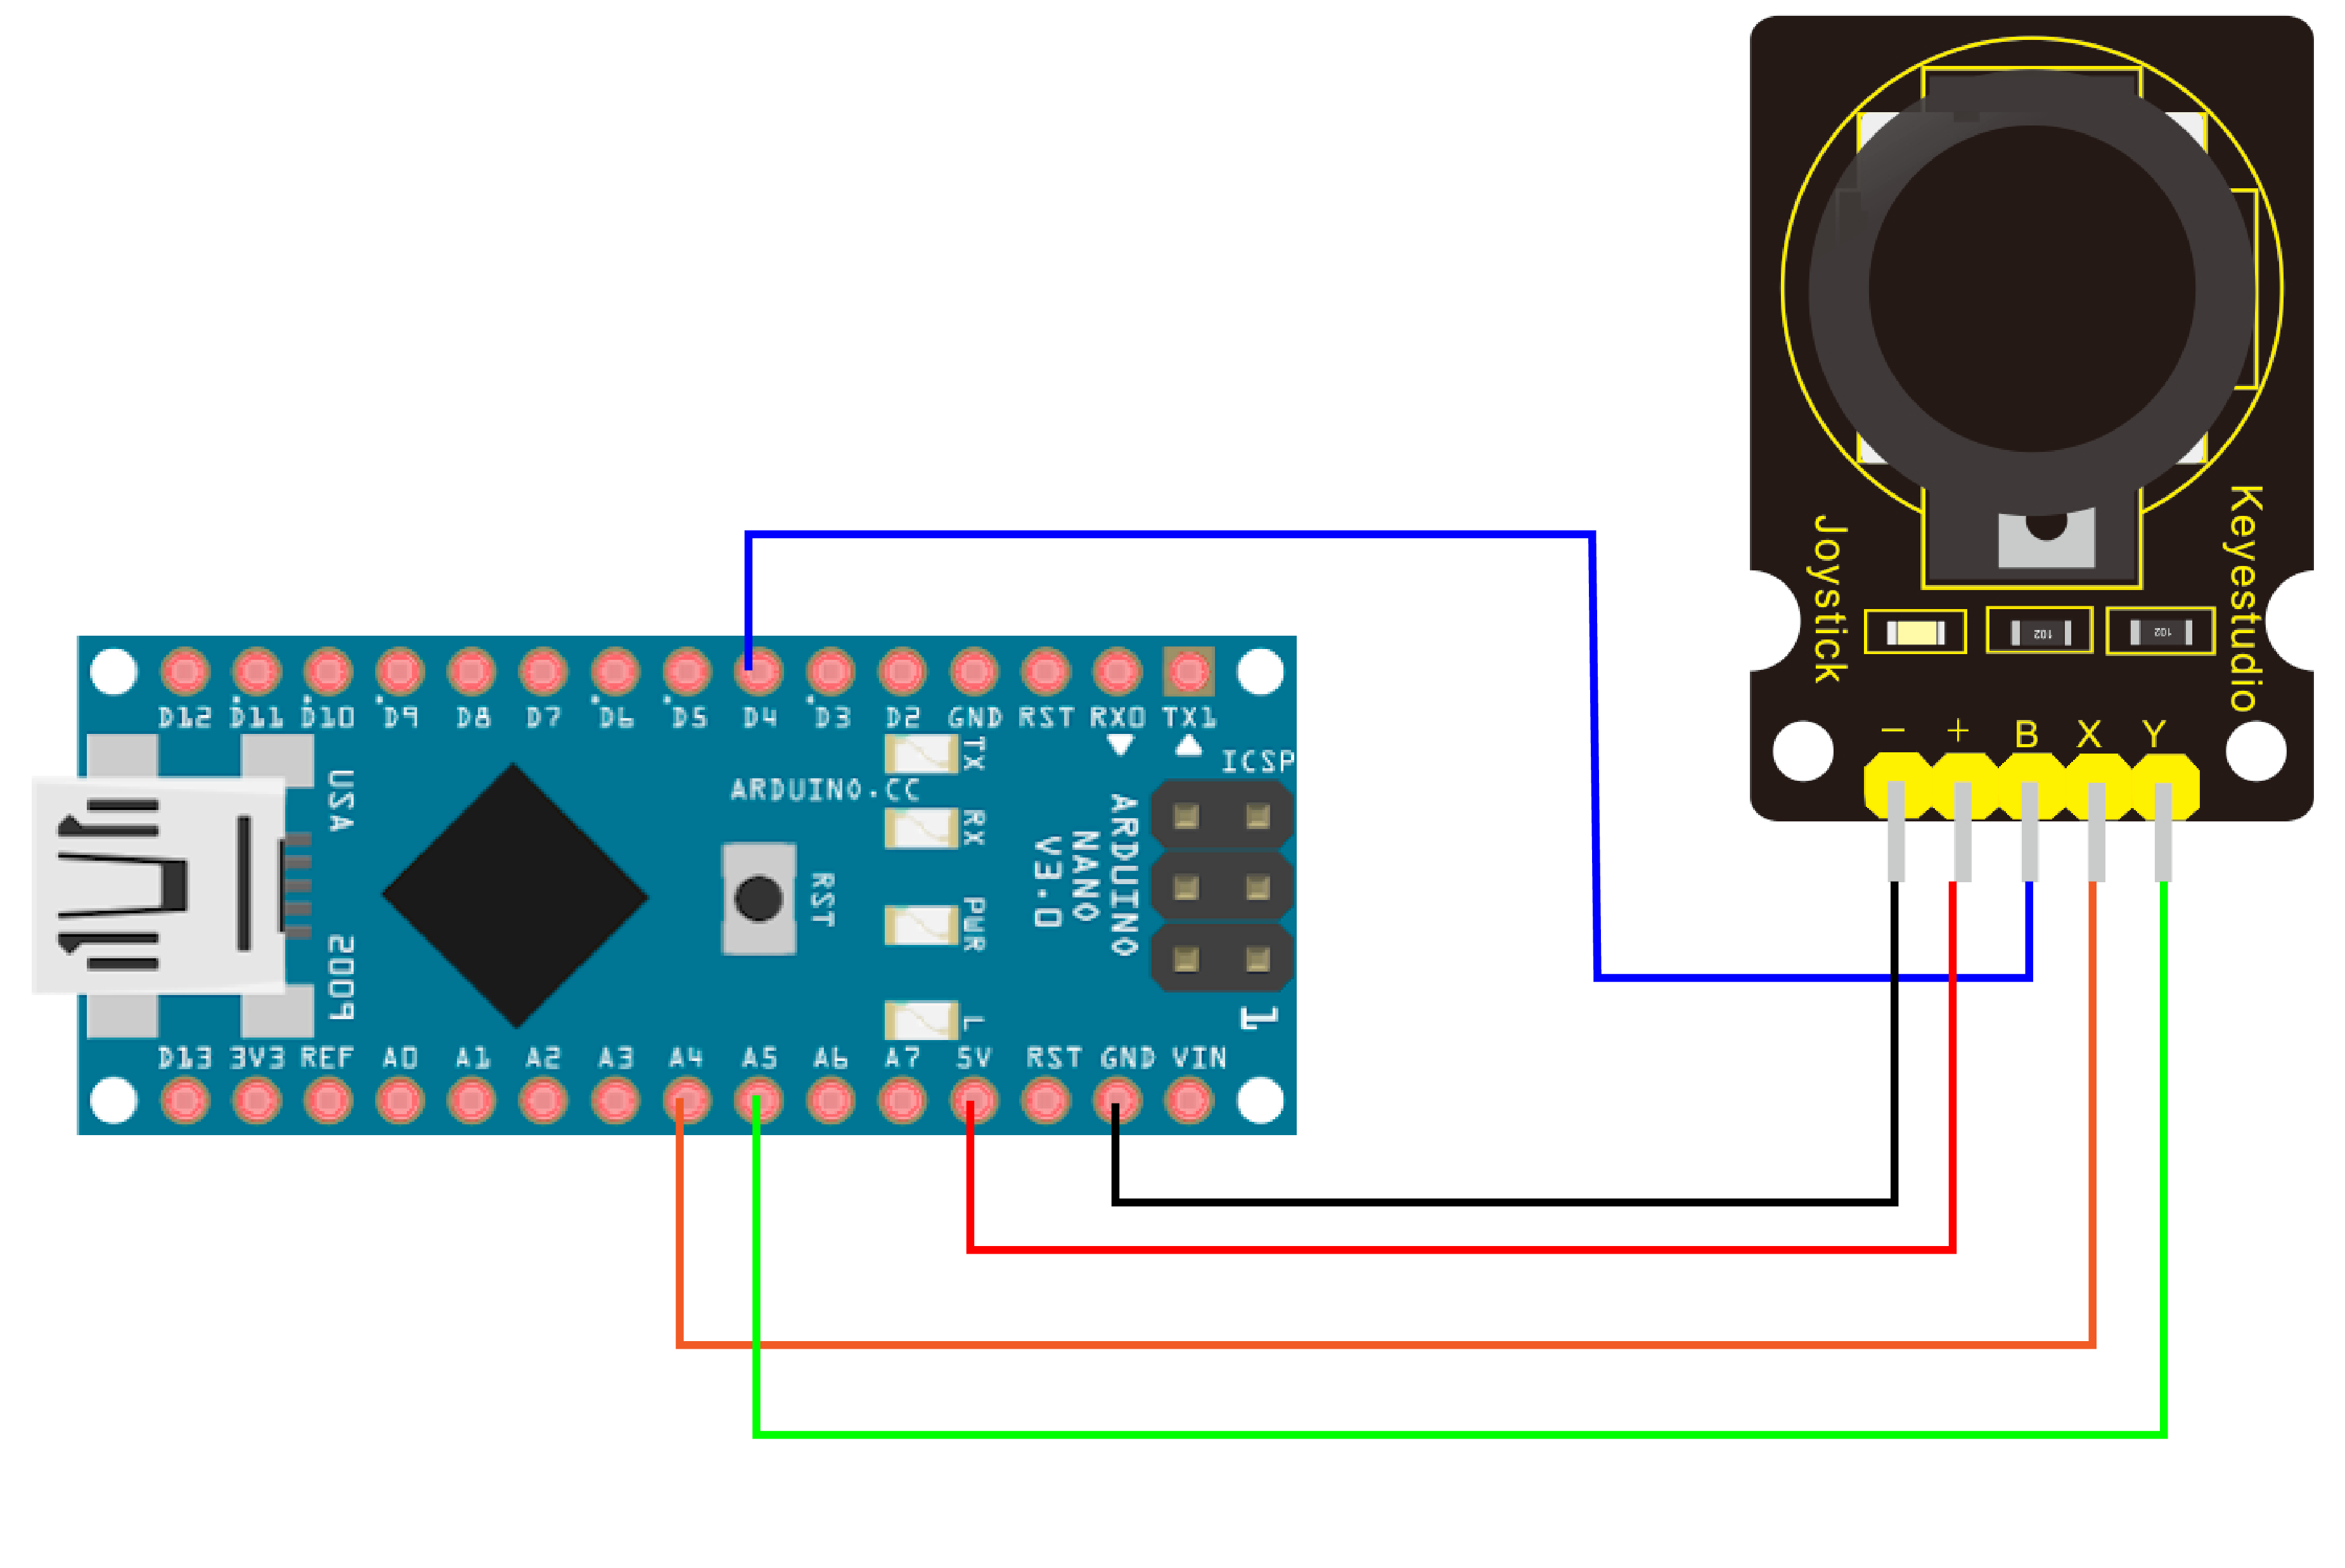 Keyestudio
Joystick
102
102
- + B X Y
D12 D11 D10 D9 D8 D7 D6 D5 D4 D3 D2 GND RST RX0 TX1
TX
ICSP
USA
ARDUINO.CC
RX
ARDUINO
NANO
V3.0
RST
PWR
2009
L
1
D13 3V3 REF A0 A1 A2 A3 A4 A5 A6 A7 5V RST GND VIN